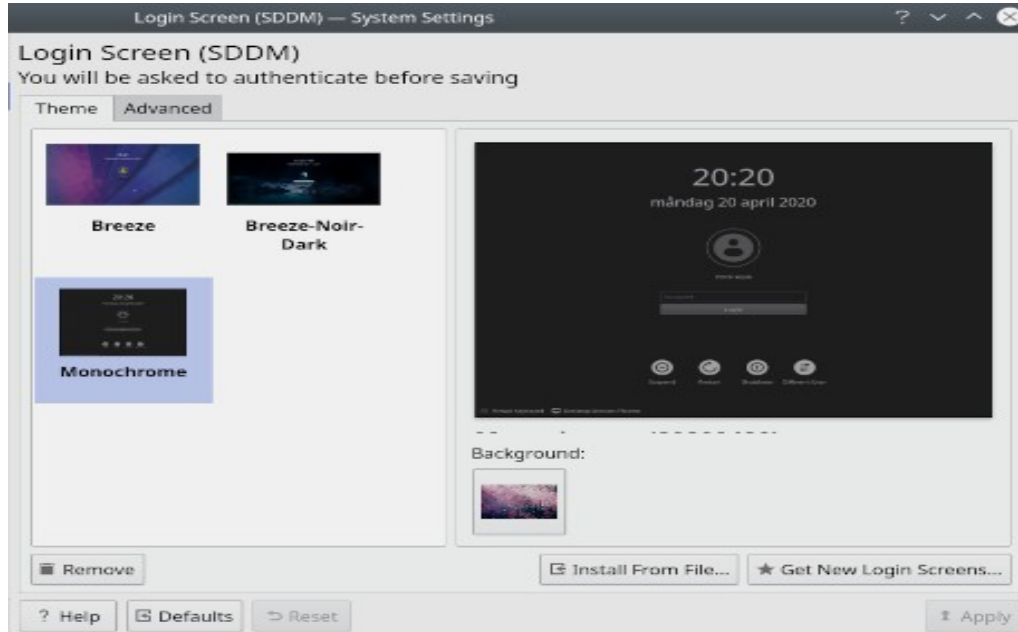 Login Screen (SDDM) — System Settings
Login Screen (SDDM)
You will be asked to authenticate before saving
Theme Advanced
Breeze
Breeze-Noir-
Dark
Monochrome
20:20
måndag 20 april 2020
Background:
Remove
Install From File...
Get New Login Screens...
? Help
Defaults
Reset
Apply